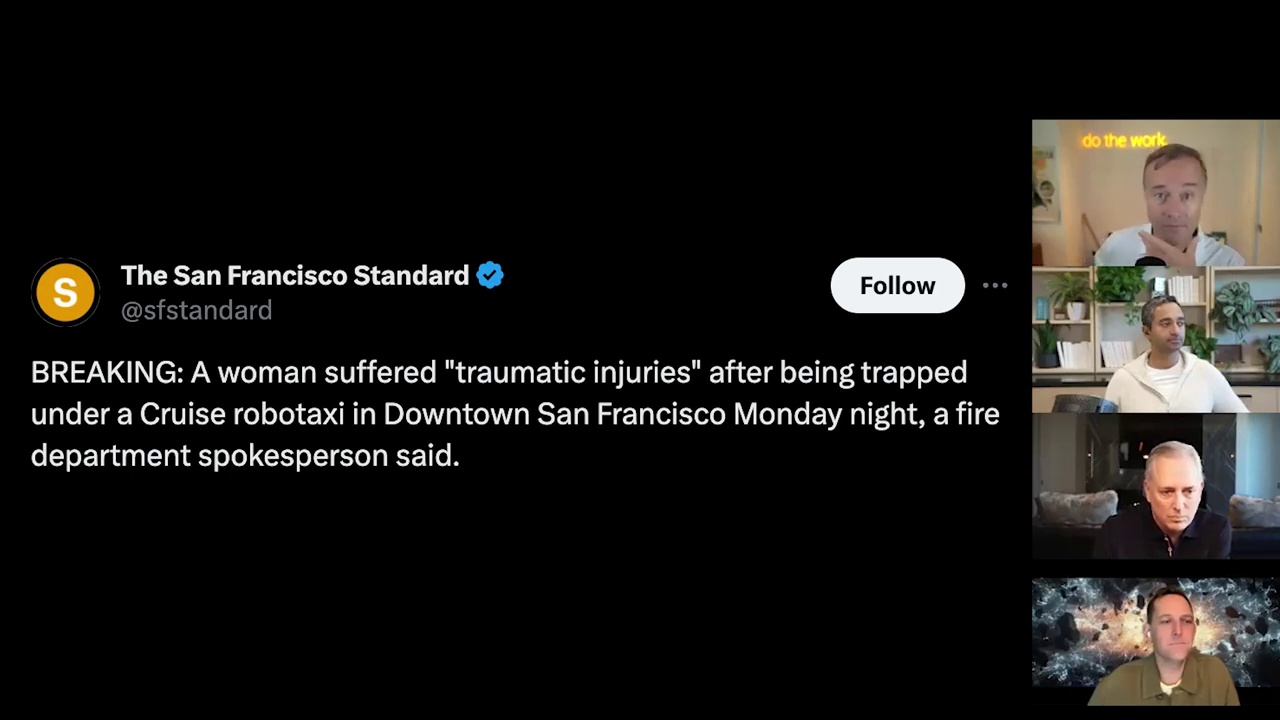 do the work
S
The San Francisco Standard
@sfstandard
Follow
BREAKING: A woman suffered "traumatic injuries" after being trapped
under a Cruise robotaxi in Downtown San Francisco Monday night, a fire
department spokesperson said.